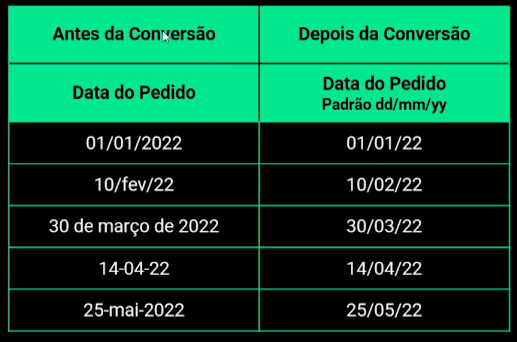 Antes da Conversão Depois da Conversão
Data do Pedido Data do Pedido
Padrão dd/mm/yy
01/01/2022 01/01/22
10/fev/22 10/02/22
30 de março de 2022 30/03/22
14-04-22 14/04/22
25-mai-2022 25/05/22